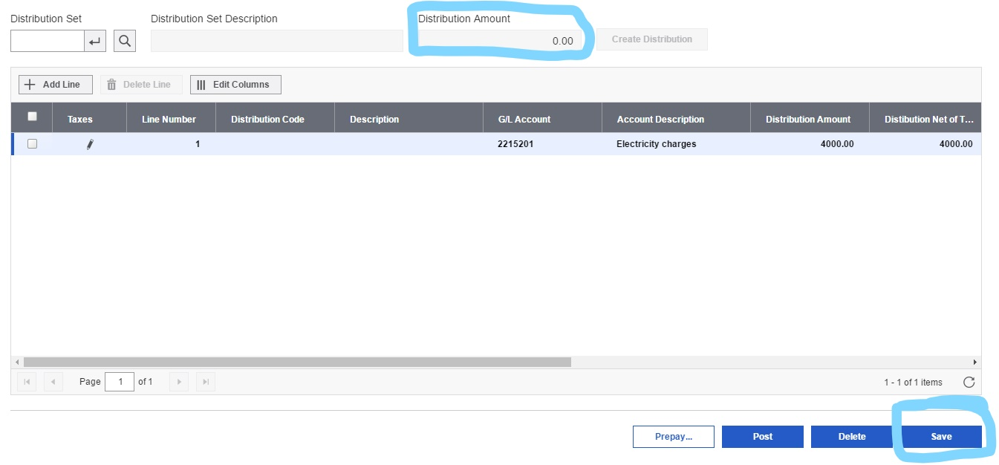 Distribution Set Distribution Set Description Distribution Amount
0.00 Create Distribution
Add Line Delete Line Edit Columns
Taxes Line Number Distribution Code Description G/L Account Account Description Distribution Amount Distibution Net of T...
1 2215201 Electricity charges 4000.00 4000.00
Page 1 of 1 1 - 1 of 1 items
Prepay... Post Delete Save